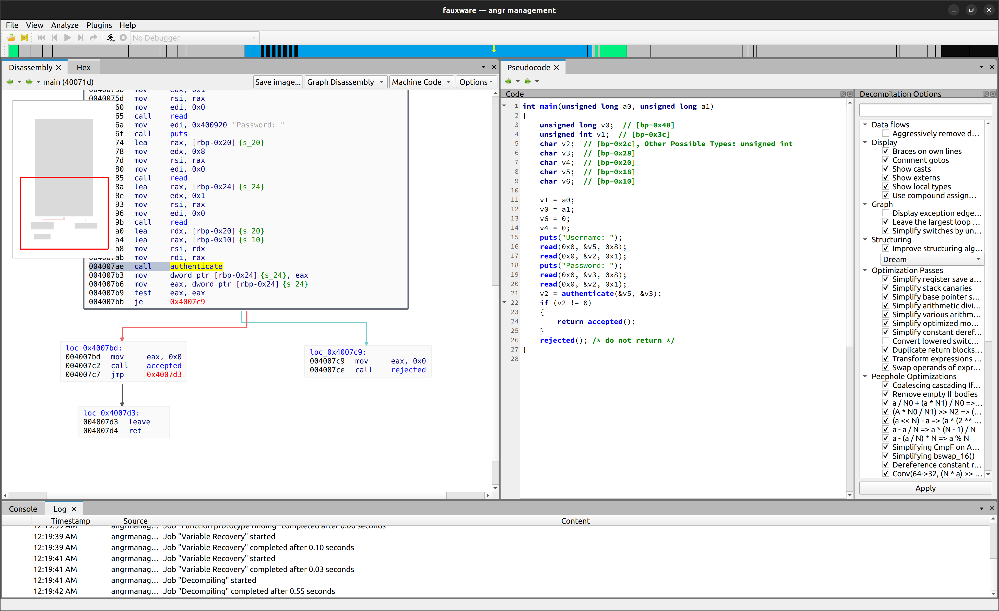 fauxware — angr management
File View Analyze Plugins Help
No Debugger
Disassembly Hex
main (40071d) Save image... Graph Disassembly Machine Code Options
mov edx, 0x1
0040075d mov rsi, rax
60 mov edi, 0x0
65 call read
6a mov edi, 0x400920 "Password: "
6f call puts
74 lea rax, [rbp-0x20] {s_20}
78 mov edx, 0x8
7d mov rsi, rax
80 mov edi, 0x0
85 call read
8a lea rax, [rbp-0x24] {s_24}
8e mov edx, 0x1
93 mov rsi, rax
96 mov edi, 0x0
9b call read
a0 lea rdx, [rbp-0x20] {s_20}
a4 lea rax, [rbp-0x10] {s_10}
a8 mov rsi, rdx
004007ab mov rdi, rax
004007ae call authenticate
004007b3 mov dword ptr [rbp-0x24] {s_24}, eax
004007b6 mov eax, dword ptr [rbp-0x24] {s_24}
004007b9 test eax, eax
004007bb je 0x4007c9
loc_0x4007bd:
004007bd mov eax, 0x0
004007c2 call accepted
004007c7 jmp 0x4007d3
loc_0x4007c9:
004007c9 mov eax, 0x0
004007ce call rejected
loc_0x4007d3:
004007d3 leave
004007d4 ret
Pseudocode
Code
1 int main(unsigned long a0, unsigned long a1)
2 {
3 unsigned long v0; // [bp-0x48]
4 unsigned int v1; // [bp-0x3c]
5 char v2; // [bp-0x2c], Other Possible Types: unsigned int
6 char v3; // [bp-0x28]
7 char v4; // [bp-0x20]
8 char v5; // [bp-0x18]
9 char v6; // [bp-0x10]
10
11 v1 = a0;
12 v0 = a1;
13 v6 = 0;
14 v4 = 0;
15 puts("Username: ");
16 read(0x0, &v5, 0x8);
17 read(0x0, &v2, 0x1);
18 puts("Password: ");
19 read(0x0, &v3, 0x8);
20 read(0x0, &v2, 0x1);
21 v2 = authenticate(&v5, &v3);
22 if (v2 != 0)
23 {
24 return accepted();
25 }
26 rejected(); /* do not return */
27 }
28
Decompilation Options
Data flows
Aggressively remove d...
Display
Braces on own lines
Comment gotos
Show casts
Show externs
Show local types
Use compound assign...
Graph
Display exception edge...
Leave the largest loop ...
Simplify switches by un...
Structuring
Improve structuring alg...
Dream
Optimization Passes
Simplify register save a...
Simplify stack canaries
Simplify base pointer s...
Simplify arithmetic divi...
Simplify various arithm...
Simplify optimized mo...
Simplify constant deref...
Convert lowered switc...
Duplicate return blocks...
Transform expressions ...
Swap operands of expr...
Peephole Optimizations
Coalescing cascading If...
Remove empty If bodies
a / N0 + (a * N1) / N0 =>...
(A * N0 / N1) >> N2 => (...
(a << N) - a => (a * (2 ** ...
a - a / N => a * (N - 1) / N
a - (a / N) * N => a % N
Simplifying CmpF on A...
Simplifying bswap_16()
Dereference constant r...
Conv(64->32, (N * a) >> ...
Apply
Console Log
Timestamp Source Content
12:19:39 AM angrmanag... Job "Function prototype finding" completed after 0.00 seconds
12:19:39 AM angrmanag... Job "Variable Recovery" started
12:19:39 AM angrmanag... Job "Variable Recovery" completed after 0.10 seconds
12:19:41 AM angrmanag... Job "Variable Recovery" started
12:19:41 AM angrmanag... Job "Variable Recovery" completed after 0.03 seconds
12:19:41 AM angrmanag... Job "Decompiling" started
12:19:42 AM angrmanag... Job "Decompiling" completed after 0.55 seconds